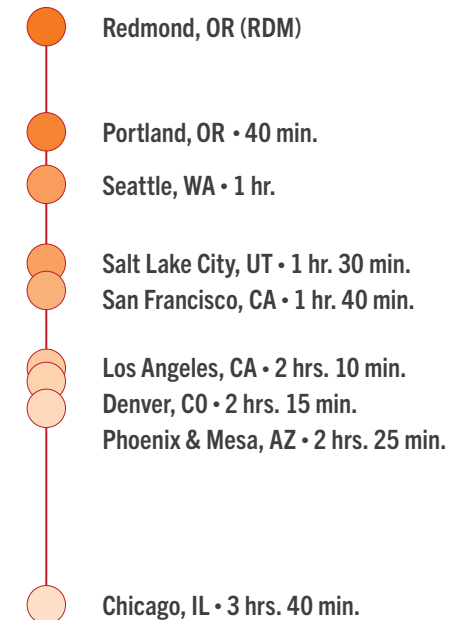 Redmond, OR (RDM)
Portland, OR • 40 min.
Seattle, WA • 1 hr.
Salt Lake City, UT • 1 hr. 30 min.
San Francisco, CA • 1 hr. 40 min.
Los Angeles, CA • 2 hrs. 10 min.
Denver, CO • 2 hrs. 15 min.
Phoenix & Mesa, AZ • 2 hrs. 25 min.
Chicago, IL • 3 hrs. 40 min.